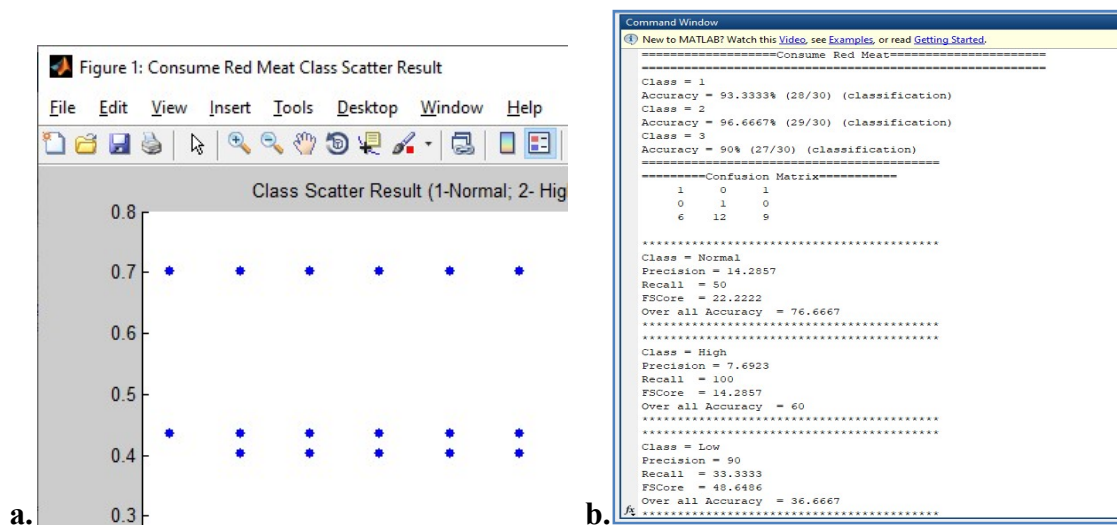 Figure 1: Consume Red Meat Class Scatter Result
File Edit View Insert Tools Desktop Window Help
Class Scatter Result (1-Normal; 2- Hig
0.8
0.7
0.6
0.5
0.4
0.3
a.
Command Window
New to MATLAB? Watch this Video, see Examples, or read Getting Started.
===================Consume Red Meat======================
=========================================================
Class = 1
Accuracy = 93.3333% (28/30) (classification)
Class = 2
Accuracy = 96.6667% (29/30) (classification)
Class = 3
Accuracy = 90% (27/30) (classification)
==========================================
=========Confusion Matrix===========
1 0 1
0 1 0
6 12 9
******************************************
Class = Normal
Precision = 14.2857
Recall = 50
FSCore = 22.2222
Over all Accuracy = 76.6667
******************************************
******************************************
Class = High
Precision = 7.6923
Recall = 100
FSCore = 14.2857
Over all Accuracy = 60
******************************************
******************************************
Class = Low
Precision = 90
Recall = 33.3333
FSCore = 48.6486
Over all Accuracy = 36.6667
fx ******************************************
b.